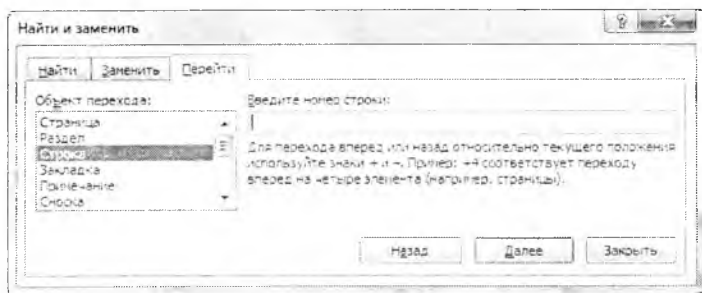 Найти и заменить
Найти Заменить Перейти
Объект перехода:
Страница
Раздел
Строка
Закладка
Примечание
Сноска
Введите номер строки:
Для перехода вперед или назад относительно текущего положения
используйте знаки + и –. Пример: +4 соответствует переходу
вперед на четыре элемента (например, страницы).
Назад Далее Закрыть